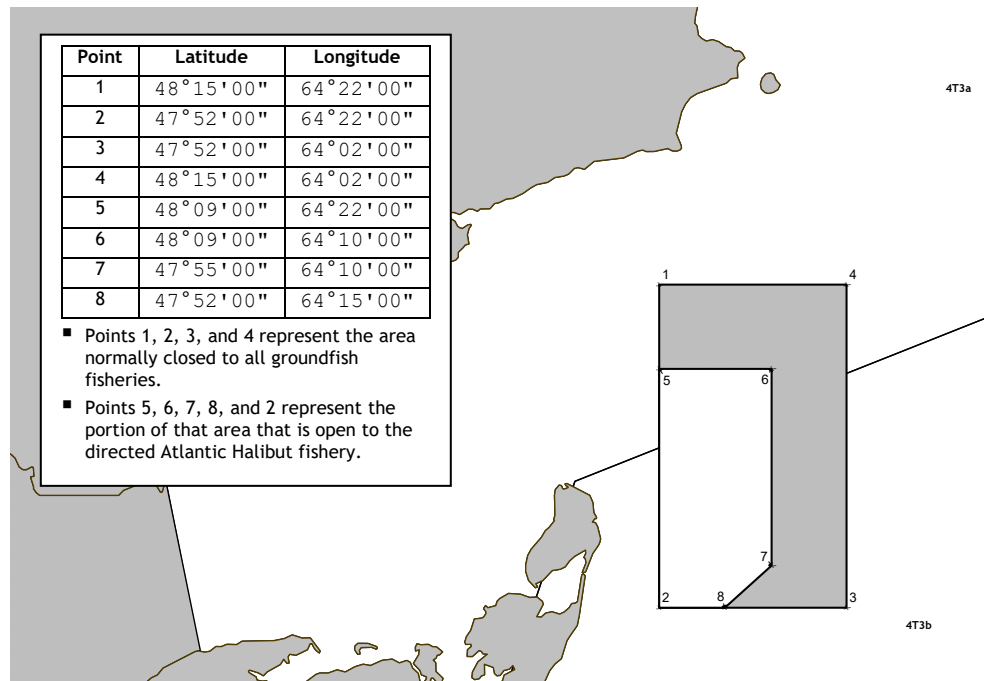 Point Latitude Longitude
1 48°15'00" 64°22'00"
2 47°52'00" 64°22'00"
3 47°52'00" 64°02'00"
4 48°15'00" 64°02'00"
5 48°09'00" 64°22'00"
6 48°09'00" 64°10'00"
7 47°55'00" 64°10'00"
8 47°52'00" 64°15'00"
▪ Points 1, 2, 3, and 4 represent the area
normally closed to all groundfish
fisheries.
▪ Points 5, 6, 7, 8, and 2 represent the
portion of that area that is open to the
directed Atlantic Halibut fishery.
4T3a
1 4
5 6
7
2 8 3
4T3b